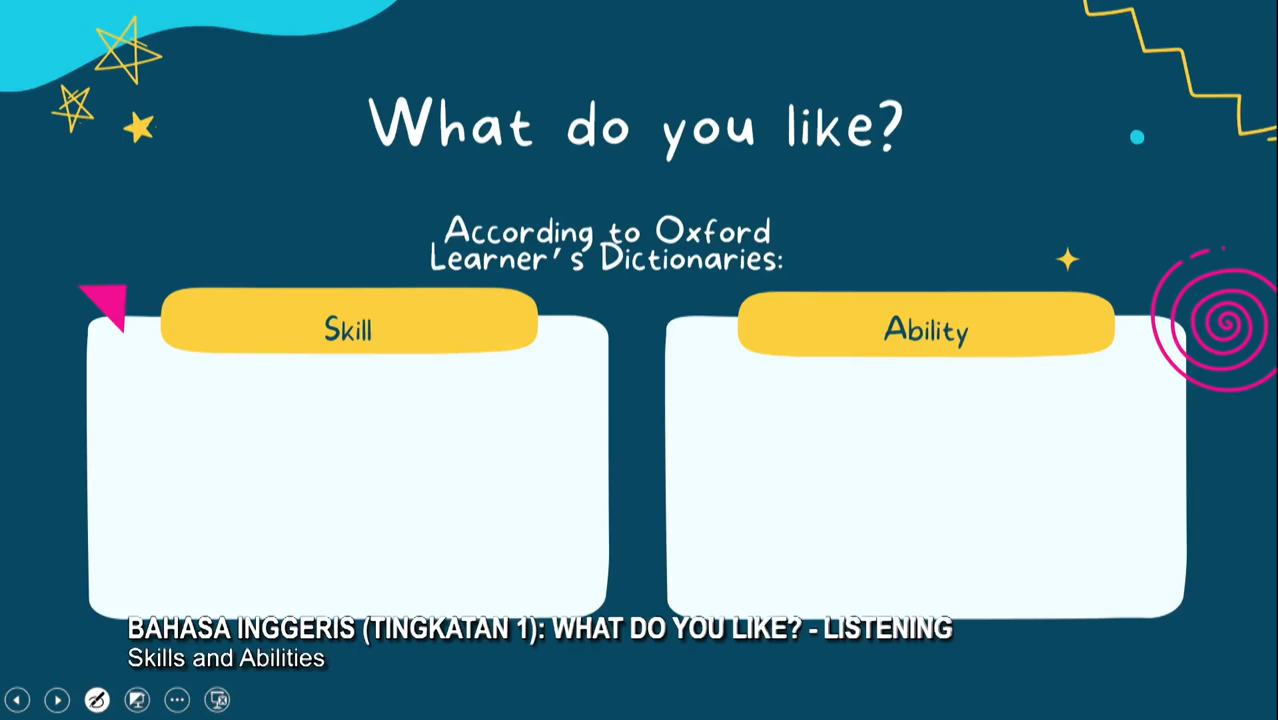 What do you like?
According to Oxford
Learner's Dictionaries:
Skill
Ability
BAHASA INGGERIS (TINGKATAN 1): WHAT DO YOU LIKE? - LISTENING
Skills and Abilities